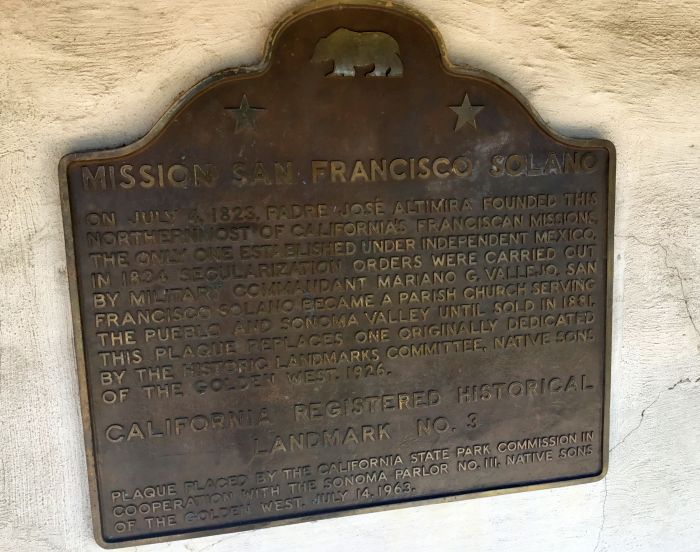 MISSION SAN FRANCISCO SOLANO
ON JULY 4, 1823, PADRE JOSÉ ALTIMIRA FOUNDED THIS
NORTHERNMOST OF CALIFORNIA'S FRANCISCAN MISSIONS,
THE ONLY ONE ESTABLISHED UNDER INDEPENDENT MEXICO.
IN 1824 SECULARIZATION ORDERS WERE CARRIED OUT
BY MILITARY COMMANDANT MARIANO G. VALLEJO. SAN
FRANCISCO SOLANO BECAME A PARISH CHURCH SERVING
THE PUEBLO AND SONOMA VALLEY UNTIL SOLD IN 1881.
THIS PLAQUE REPLACES ONE ORIGINALLY DEDICATED
BY THE HISTORIC LANDMARKS COMMITTEE, NATIVE SONS
OF THE GOLDEN WEST, 1926.
CALIFORNIA REGISTERED HISTORICAL
LANDMARK NO. 3
PLAQUE PLACED BY THE CALIFORNIA STATE PARK COMMISSION IN
COOPERATION WITH THE SONOMA PARLOR NO. 111, NATIVE SONS
OF THE GOLDEN WEST, JULY 14, 1963.